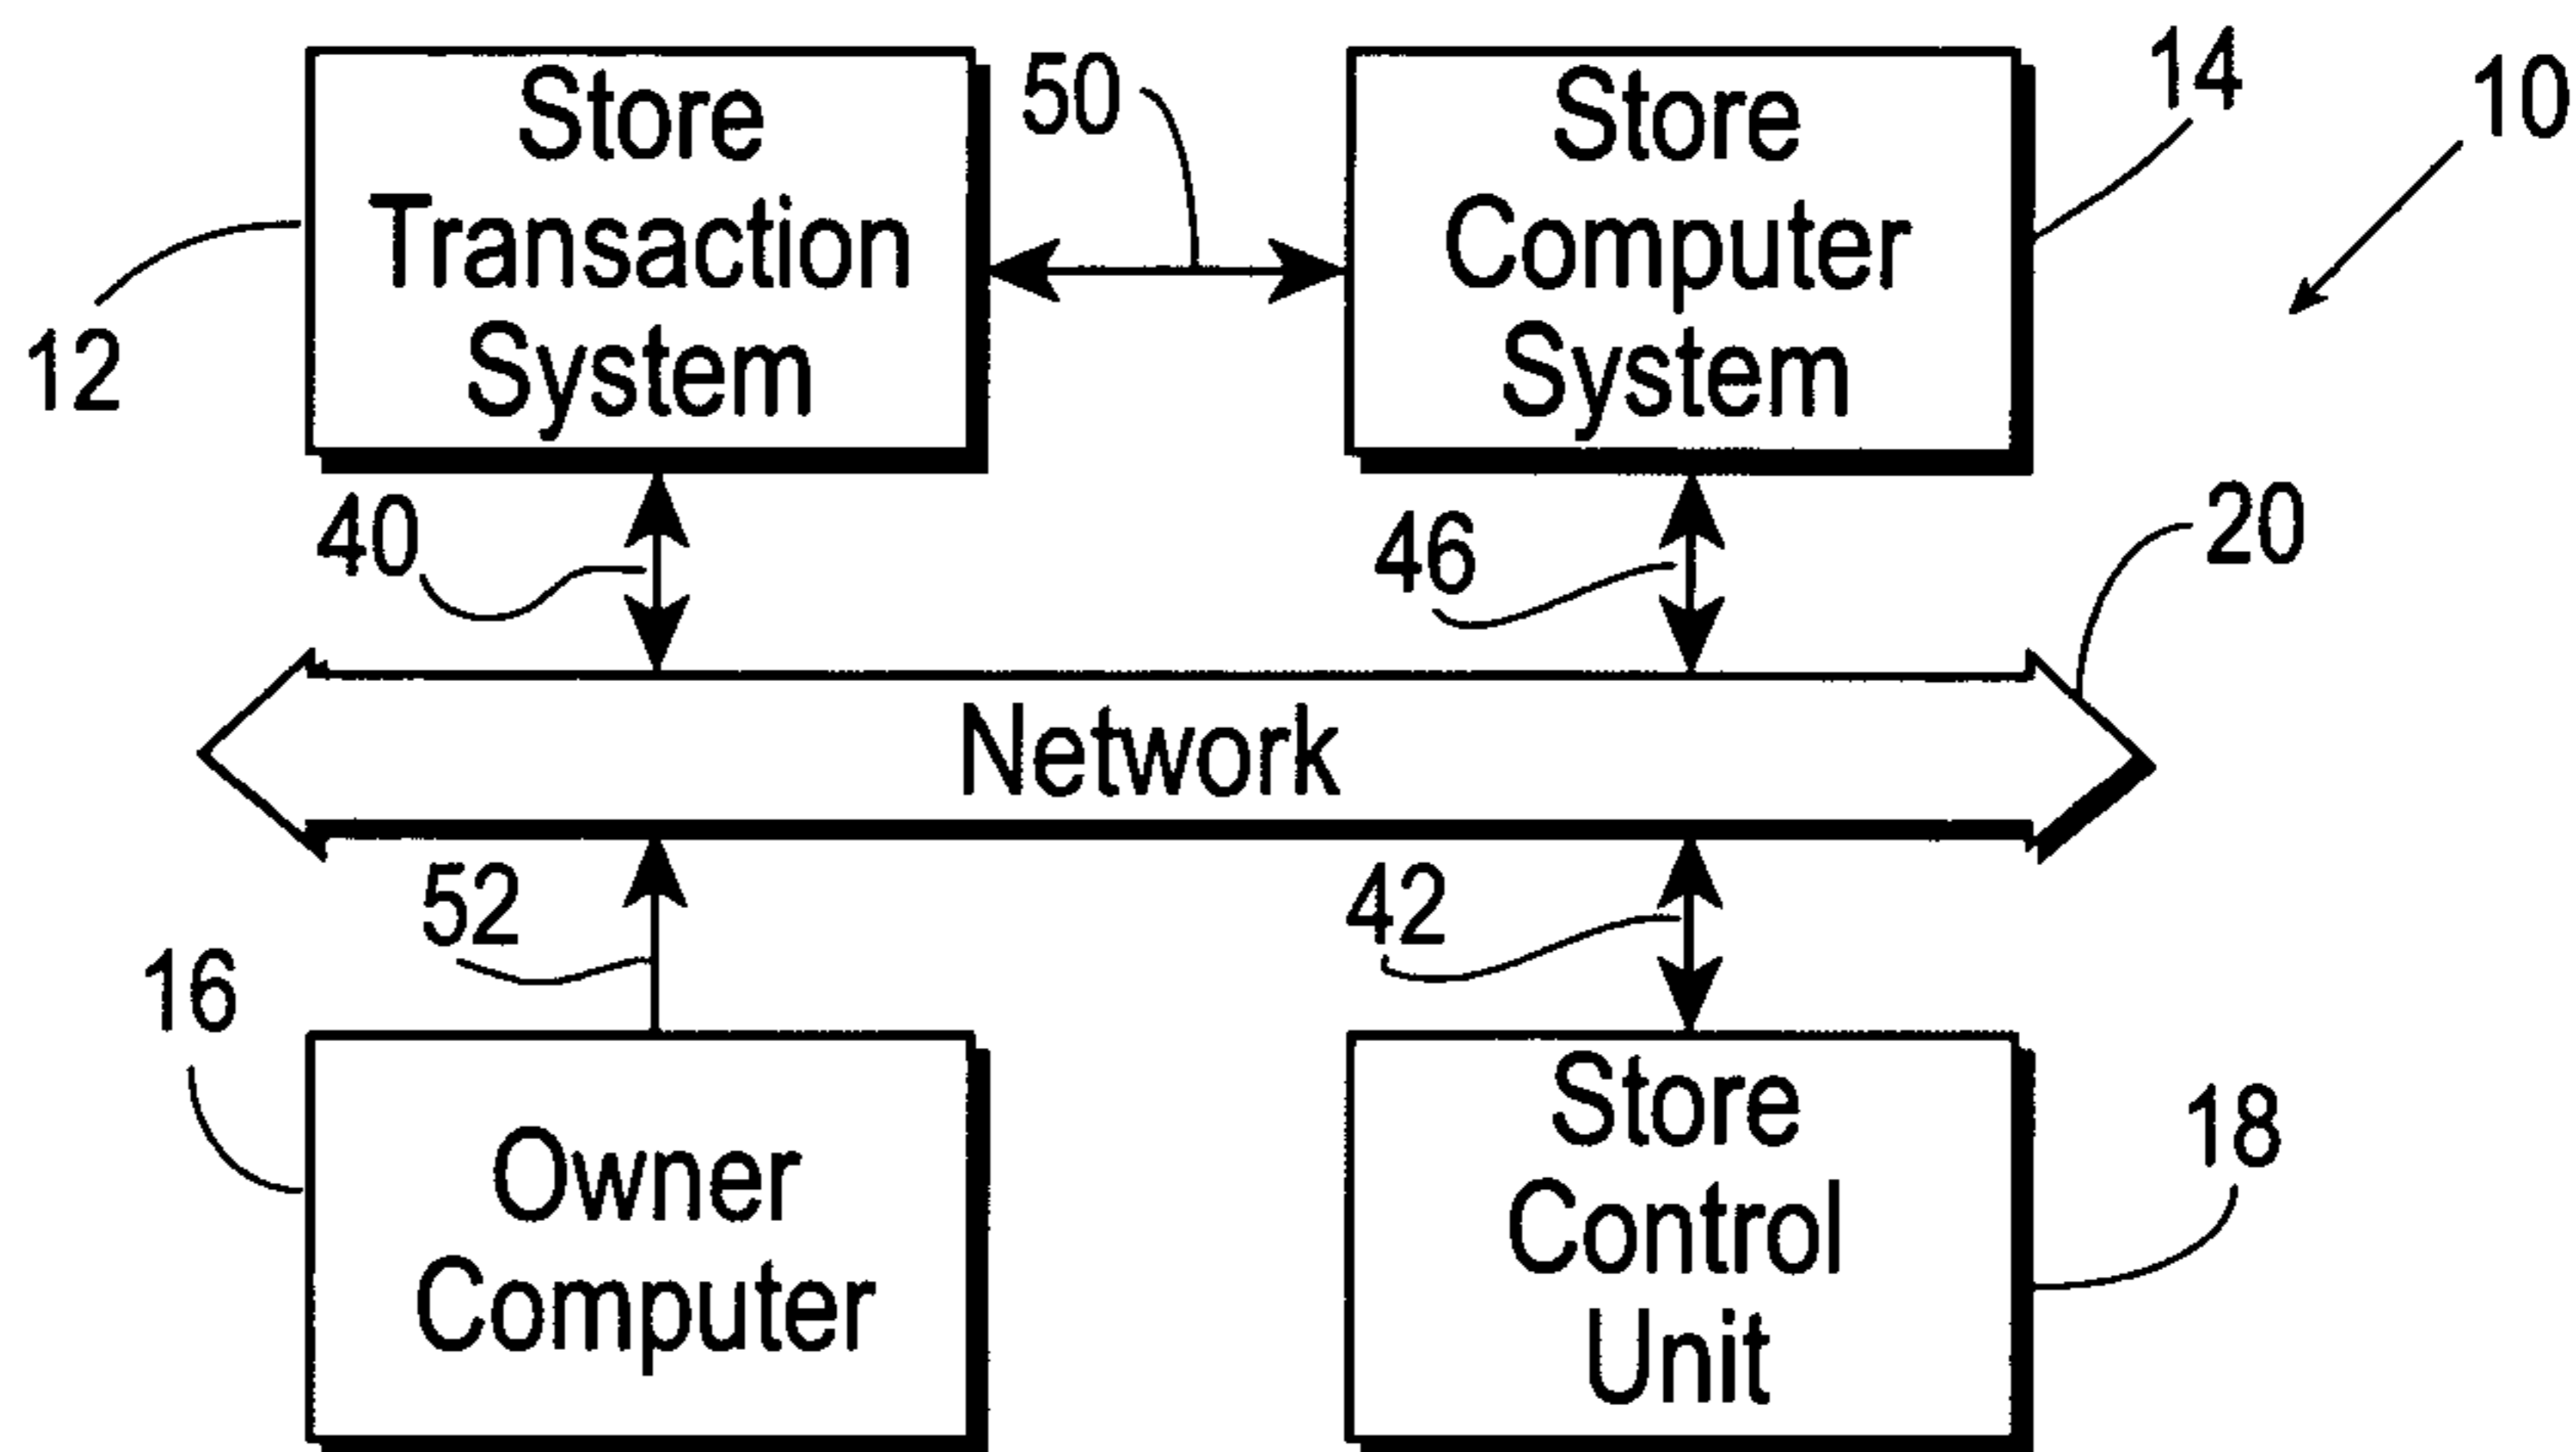 Store
Transaction
System
50
Store
Computer
System
14
10
12
40
46
20
Network
52
42
16
Owner
Computer
Store
Control
Unit
18